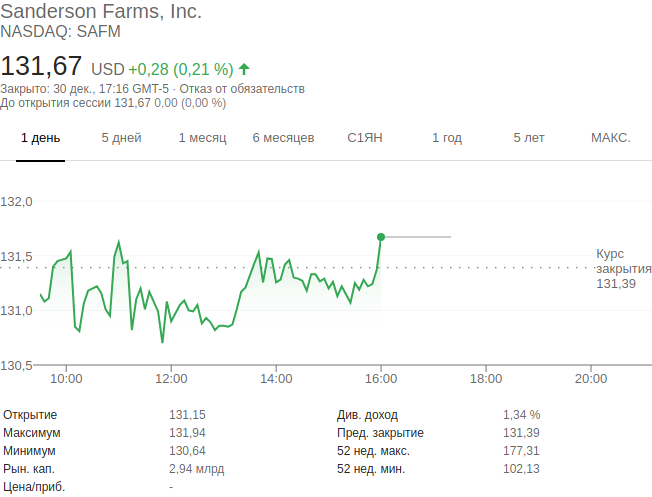 Sanderson Farms, Inc.
NASDAQ: SAFM
131,67 USD +0,28 (0,21 %)
Закрыто: 30 дек., 17:16 GMT-5 · Отказ от обязательств
До открытия сессии 131,67 0,00 (0,00 %)
1 день 5 дней 1 месяц 6 месяцев С1ЯН 1 год 5 лет МАКС.
132,0
131,5
Курс
закрытия
131,39
131,0
130,5
10:00 12:00 14:00 16:00 18:00 20:00
Открытие 131,15 Див. доход 1,34 %
Максимум 131,94 Пред. закрытие 131,39
Минимум 130,64 52 нед. макс. 177,31
Рын. кап. 2,94 млрд 52 нед. мин. 102,13
Цена/приб. -